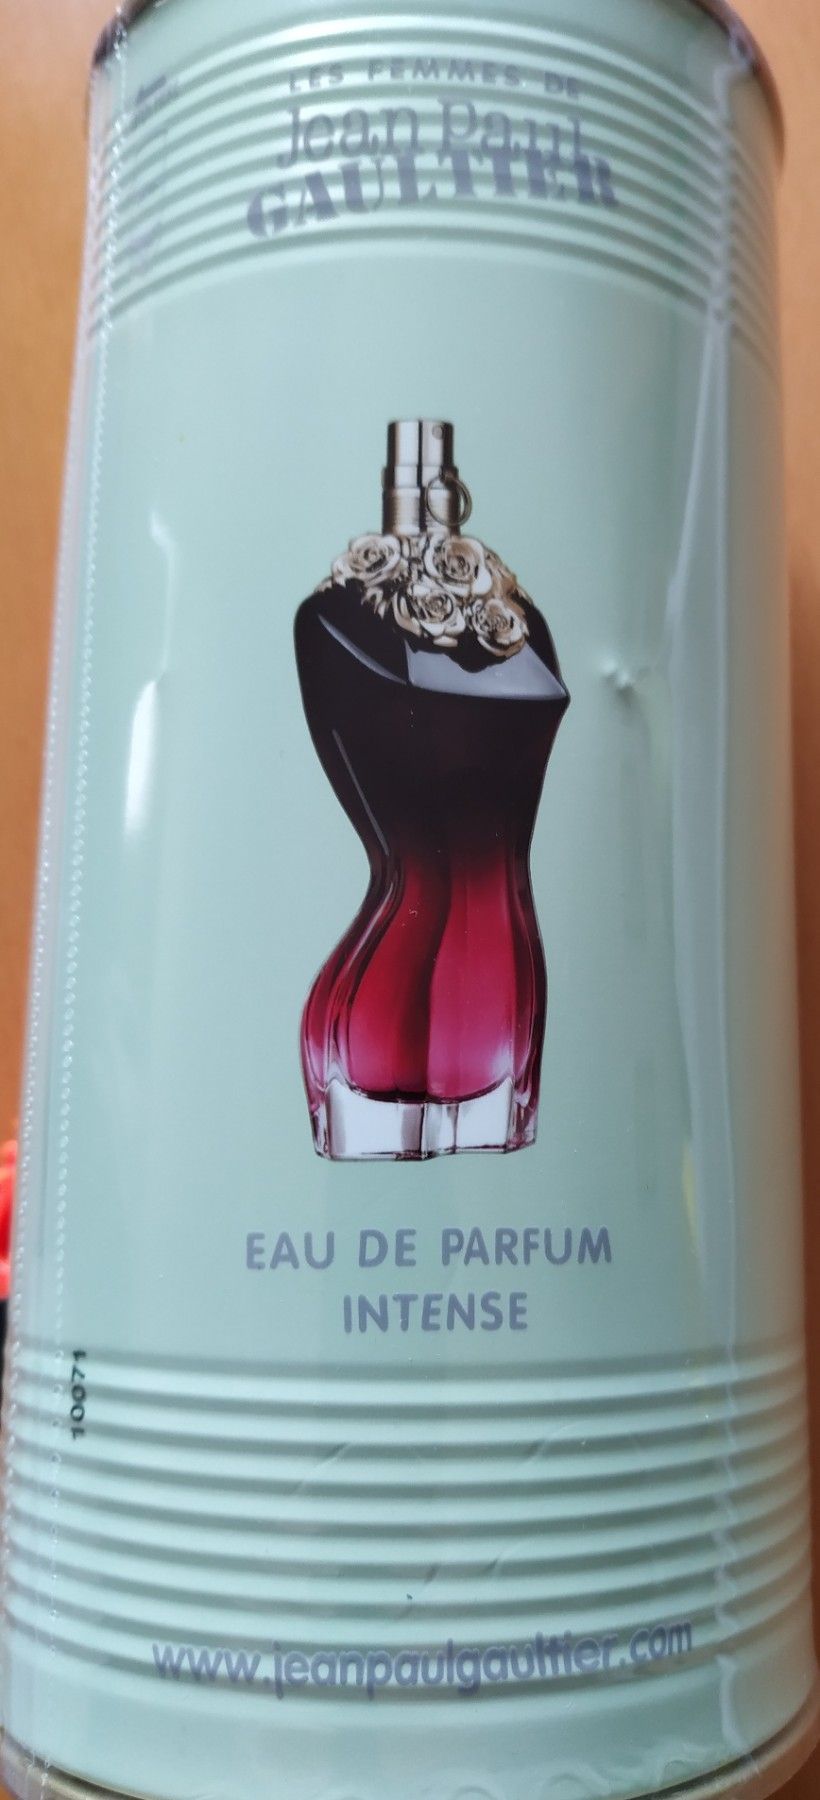 LES FEMMES DE
Jean Paul
GAULTIER
EAU DE PARFUM
INTENSE
10071
www.jeanpaulgaultier.com